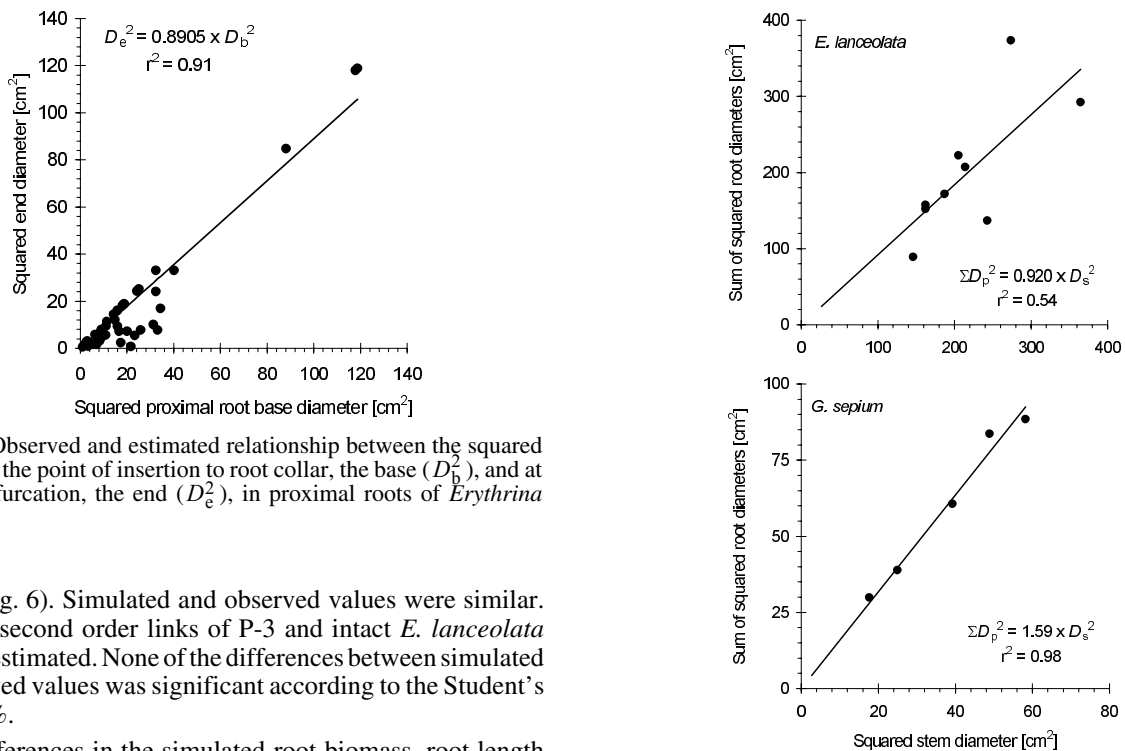 140
120
100
80
60
40
20
0
Squared end diameter [cm²]
Dₑ² = 0.8905 x D_b²
r² = 0.91
0 20 40 60 80 100 120 140
Squared proximal root base diameter [cm²]
Observed and estimated relationship between the squared
the point of insertion to root collar, the base (D_b²), and at
furcation, the end (Dₑ²), in proximal roots of Erythrina
g. 6). Simulated and observed values were similar.
second order links of P-3 and intact E. lanceolata
estimated. None of the differences between simulated
ed values was significant according to the Student's
%.
ferences in the simulated root biomass, root length
400
300
200
100
0
Sum of squared root diameters [cm²]
E. lanceolata
ΣD_p² = 0.920 x D_s²
r² = 0.54
0 100 200 300 400
100
75
50
25
0
Sum of squared root diameters [cm²]
G. sepium
ΣD_p² = 1.59 x D_s²
r² = 0.98
0 20 40 60 80
Squared stem diameter [cm²]